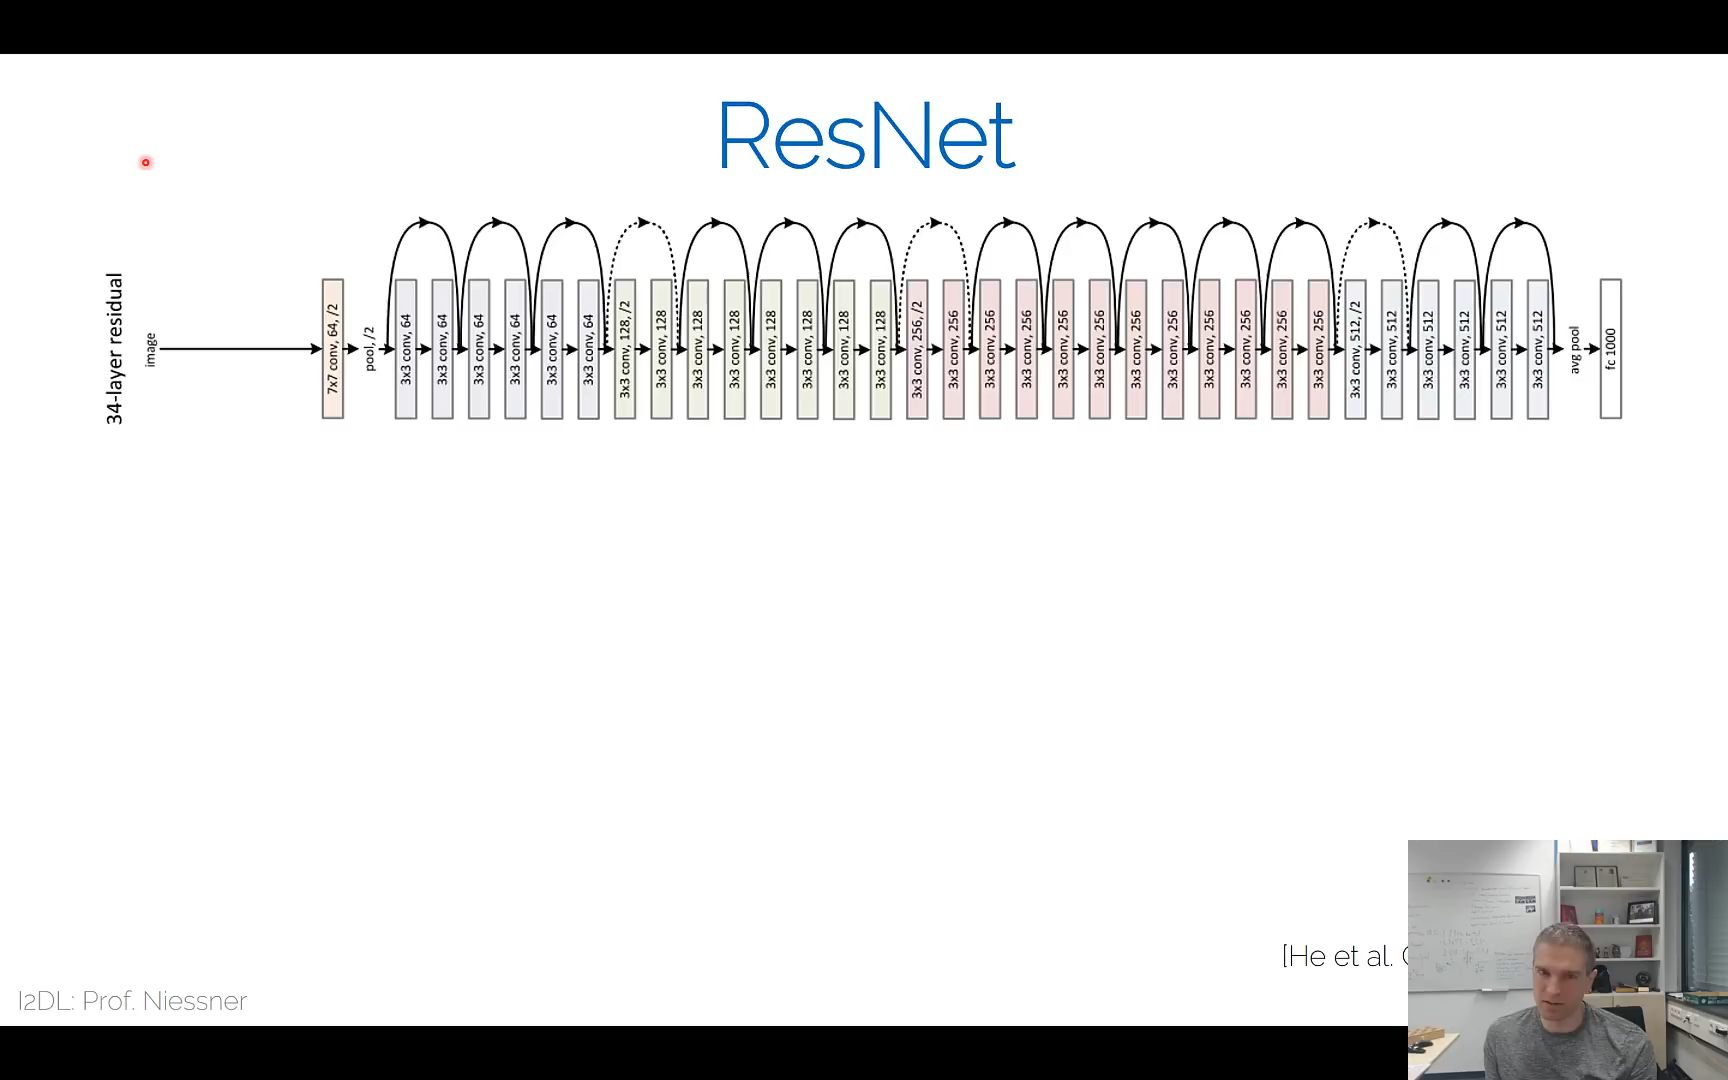 ResNet
34-layer residual
image
7x7 conv, 64, /2
pool, /2
3x3 conv, 64
3x3 conv, 64
3x3 conv, 64
3x3 conv, 64
3x3 conv, 64
3x3 conv, 64
3x3 conv, 128, /2
3x3 conv, 128
3x3 conv, 128
3x3 conv, 128
3x3 conv, 128
3x3 conv, 128
3x3 conv, 128
3x3 conv, 128
3x3 conv, 256, /2
3x3 conv, 256
3x3 conv, 256
3x3 conv, 256
3x3 conv, 256
3x3 conv, 256
3x3 conv, 256
3x3 conv, 256
3x3 conv, 256
3x3 conv, 256
3x3 conv, 256
3x3 conv, 256
3x3 conv, 512, /2
3x3 conv, 512
3x3 conv, 512
3x3 conv, 512
3x3 conv, 512
3x3 conv, 512
avg pool
fc 1000
[He et al.
I2DL: Prof. Niessner